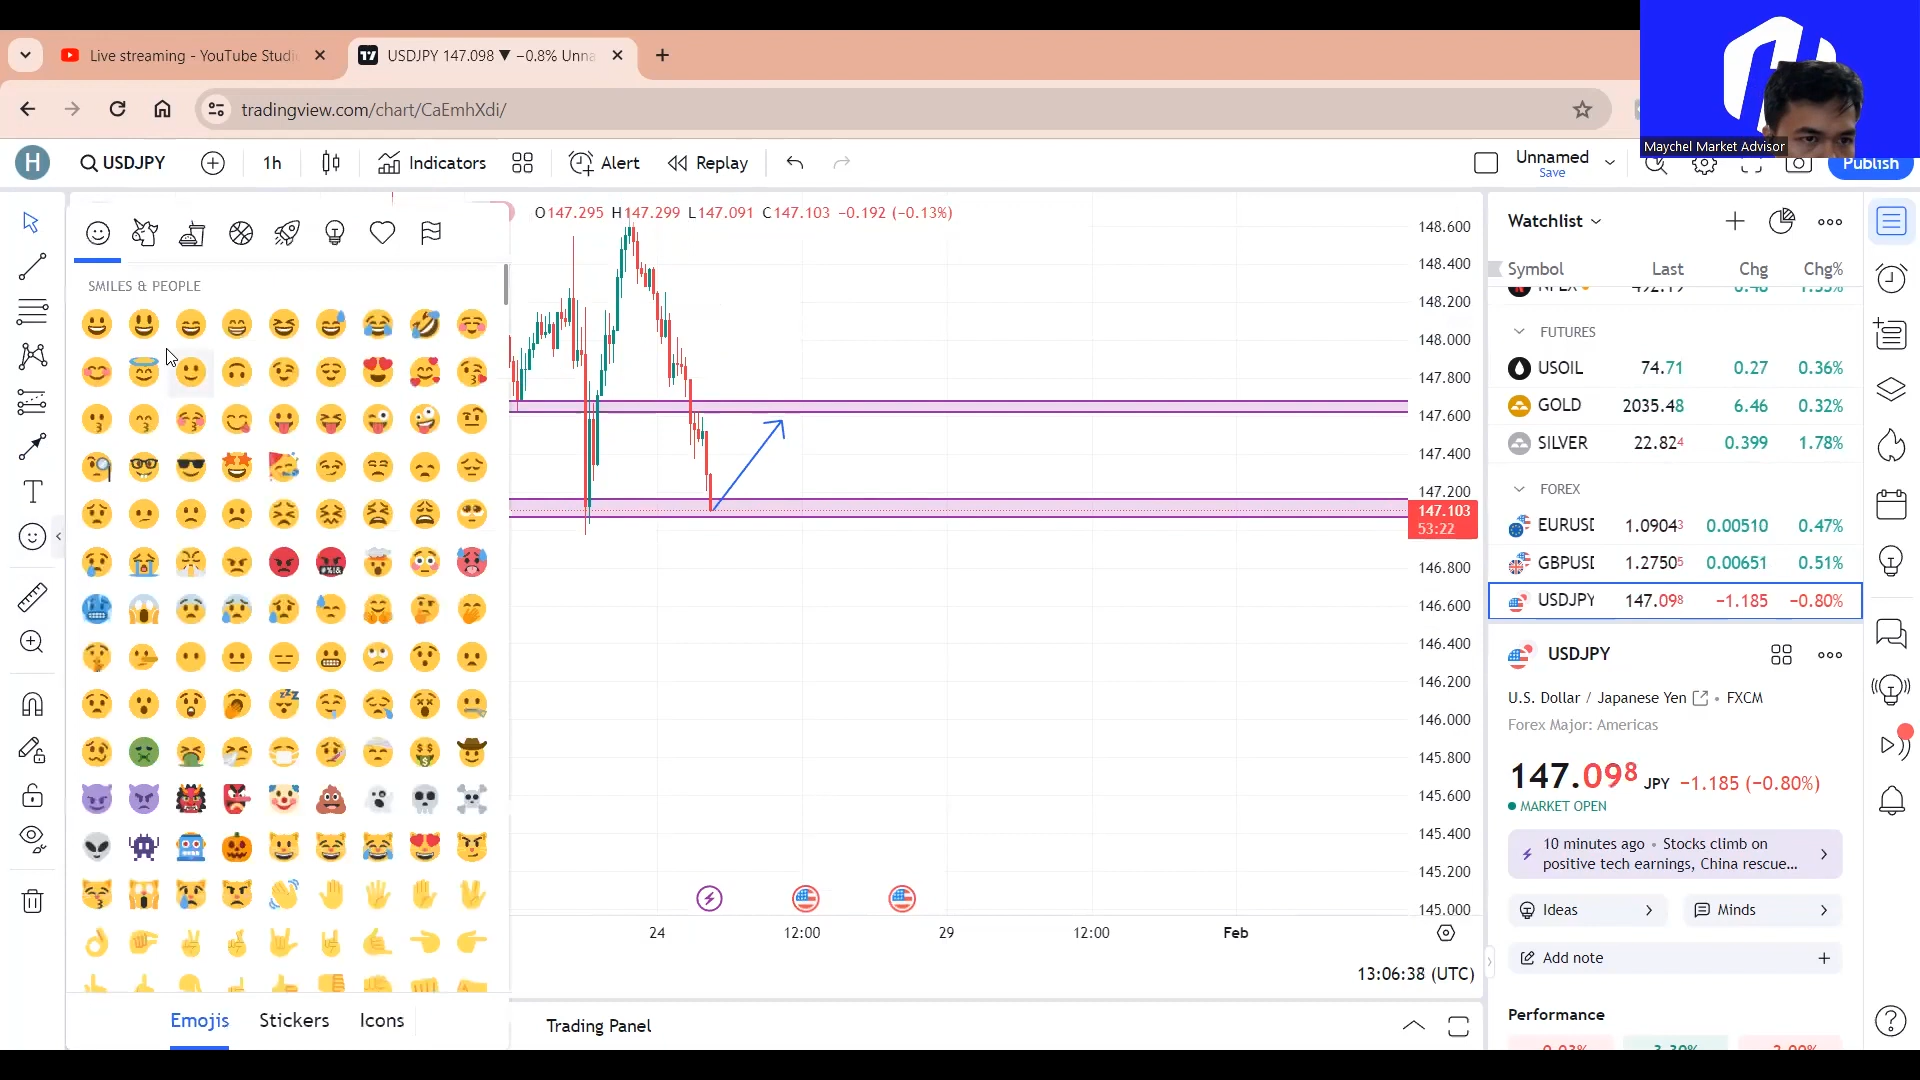 Live streaming - YouTube Studi
USDJPY 147.098 ▼ −0.8% Unna
tradingview.com/chart/CaEmhXdi/
Maychel Market Advisor
H
USDJPY
1h
Indicators
Alert
Replay
Unnamed
Save
Publish
O147.295 H147.299 L147.091 C147.103 −0.192 (−0.13%)
SMILES & PEOPLE
Emojis
Stickers
Icons
148.600
148.400
148.200
148.000
147.800
147.600
147.400
147.200
147.103
53:22
146.800
146.600
146.400
146.200
146.000
145.800
145.600
145.400
145.200
145.000
24
12:00
29
12:00
Feb
13:06:38 (UTC)
Trading Panel
Watchlist
Symbol Last Chg Chg%
FUTURES
USOIL 74.71 0.27 0.36%
GOLD 2035.48 6.46 0.32%
SILVER 22.824 0.399 1.78%
FOREX
EURUSD 1.09043 0.00510 0.47%
GBPUSD 1.27505 0.00651 0.51%
USDJPY 147.098 −1.185 −0.80%
USDJPY
U.S. Dollar / Japanese Yen • FXCM
Forex Major: Americas
147.098 JPY −1.185 (−0.80%)
MARKET OPEN
10 minutes ago • Stocks climb on
positive tech earnings, China rescue...
Ideas
Minds
Add note
Performance